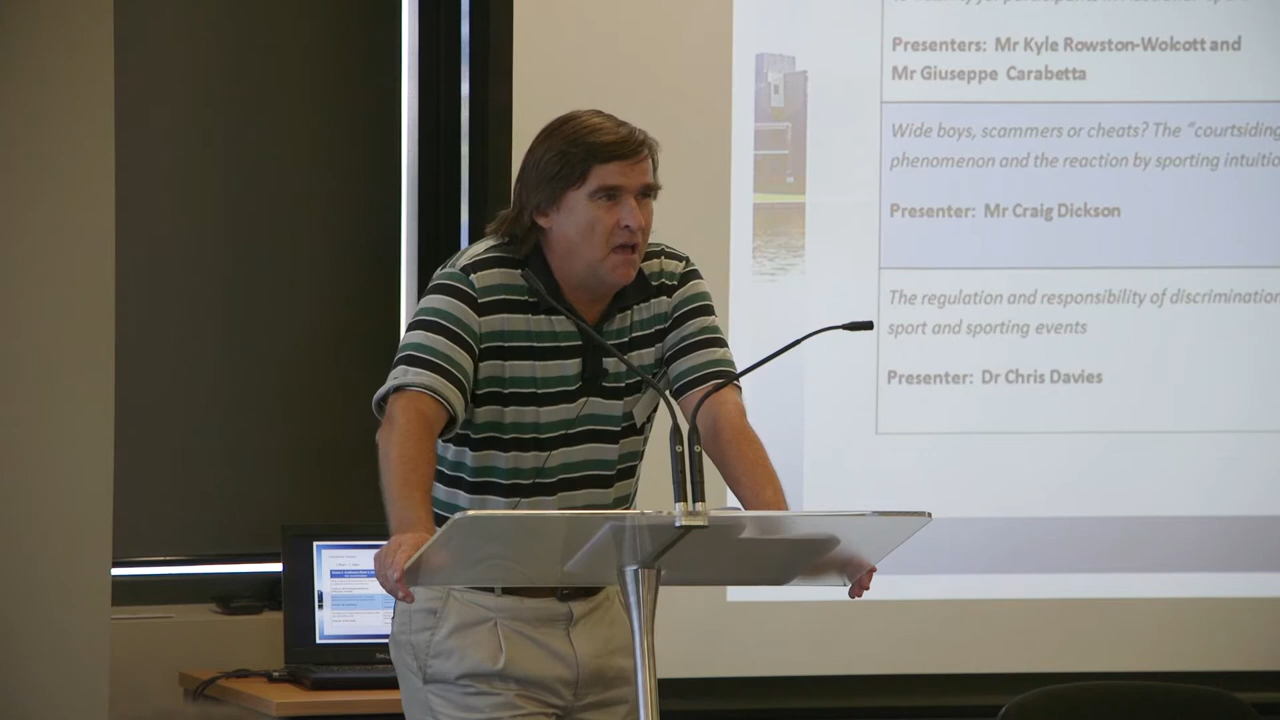 Presenters: Mr Kyle Rowston-Wolcott and
Mr Giuseppe Carabetta
Wide boys, scammers or cheats? The "courtsiding
phenomenon and the reaction by sporting intuitio
Presenter: Mr Craig Dickson
The regulation and responsibility of discrimination
sport and sporting events
Presenter: Dr Chris Davies